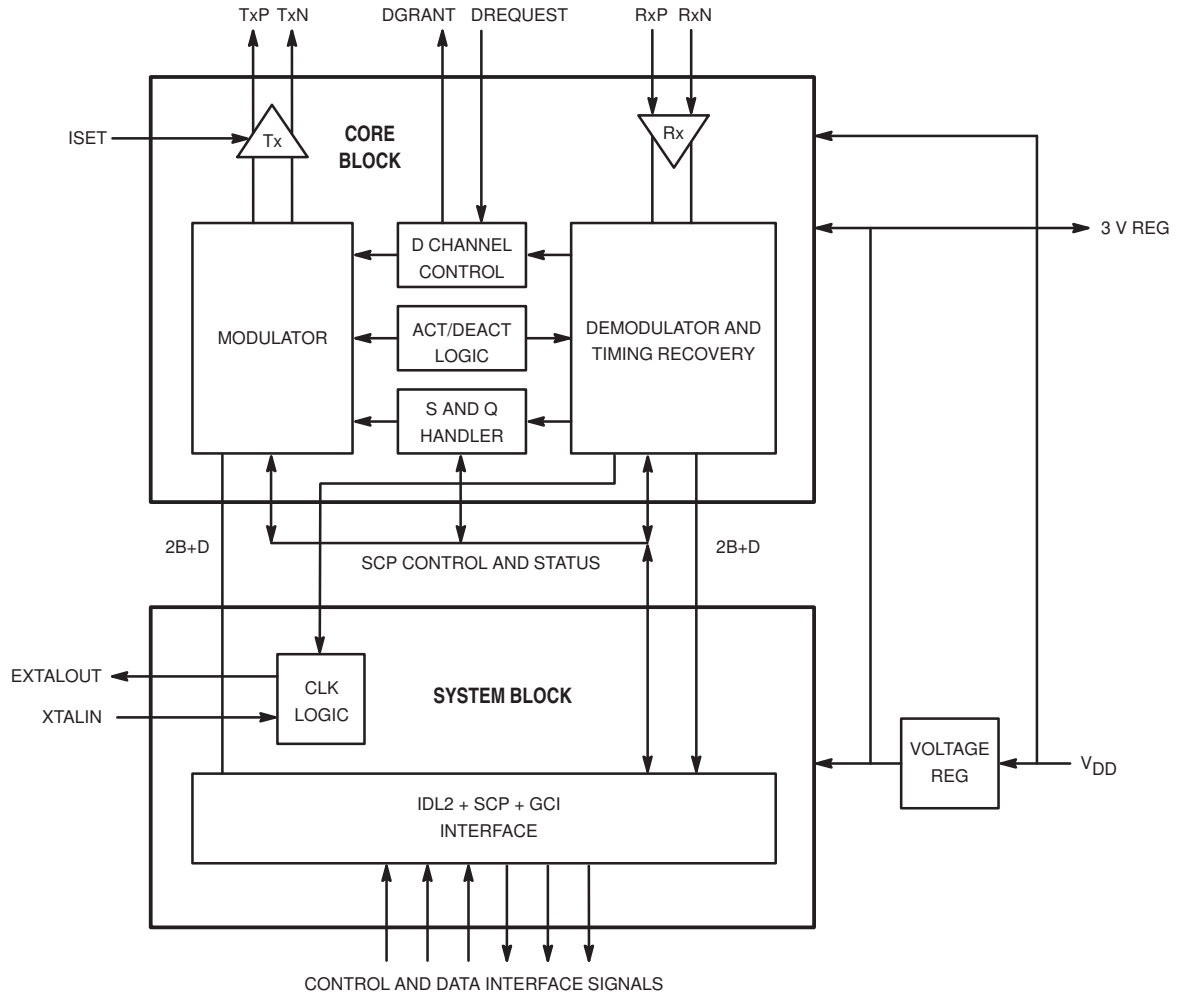 TxP TxN
DGRANT DREQUEST
RxP RxN
ISET
Tx
CORE
BLOCK
Rx
3 V REG
MODULATOR
D CHANNEL
CONTROL
ACT/DEACT
LOGIC
S AND Q
HANDLER
DEMODULATOR AND
TIMING RECOVERY
2B+D
SCP CONTROL AND STATUS
2B+D
EXTALOUT
XTALIN
CLK
LOGIC
SYSTEM BLOCK
VOLTAGE
REG
VDD
IDL2 + SCP + GCI
INTERFACE
CONTROL AND DATA INTERFACE SIGNALS